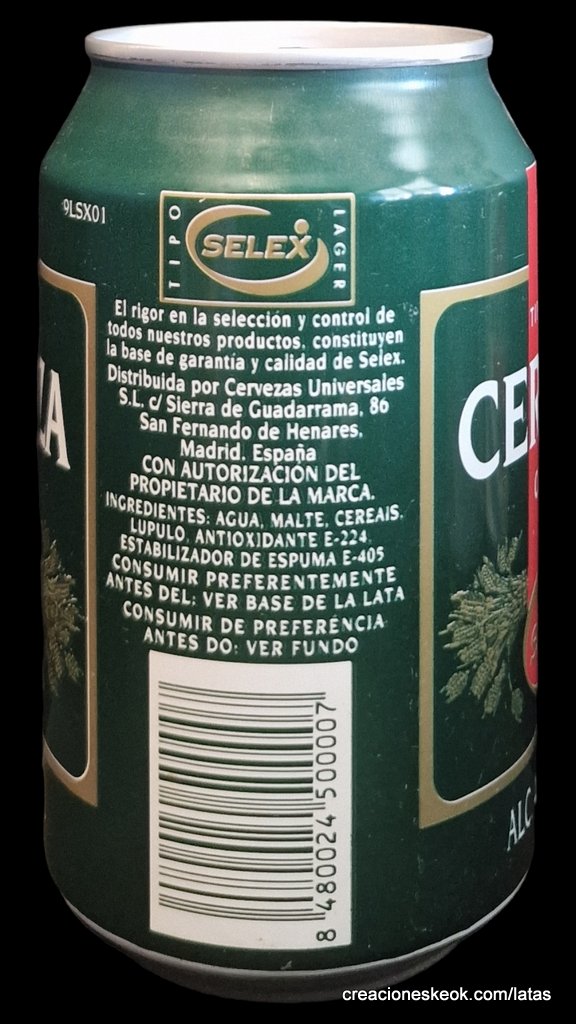 9LSX01
TIPO
SELEX
LAGER
El rigor en la selección y control de
todos nuestros productos, constituyen
la base de garantía y calidad de Selex.
Distribuida por Cervezas Universales
S.L. c/ Sierra de Guadarrama, 86
San Fernando de Henares,
Madrid. España
CON AUTORIZACIÓN DEL
PROPIETARIO DE LA MARCA.
INGREDIENTES: AGUA, MALTE, CEREAIS,
LUPULO, ANTIOXIDANTE E-224,
ESTABILIZADOR DE ESPUMA E-405
CONSUMIR PREFERENTEMENTE
ANTES DEL: VER BASE DE LA LATA
CONSUMIR DE PREFERÊNCIA
ANTES DO: VER FUNDO
8 480024 500007
IA
CER
ALC
creacioneskeok.com/latas